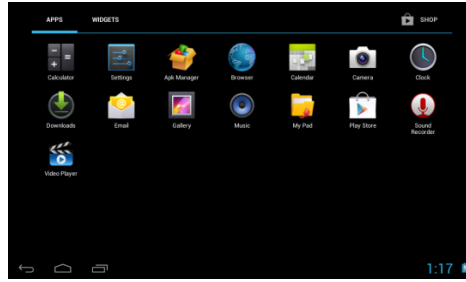 APPS WIDGETS SHOP
Calculator Settings Apk Manager Browser Calendar Camera Clock
Downloads Email Gallery Music My Pad Play Store Sound
Recorder
Video Player
1:17